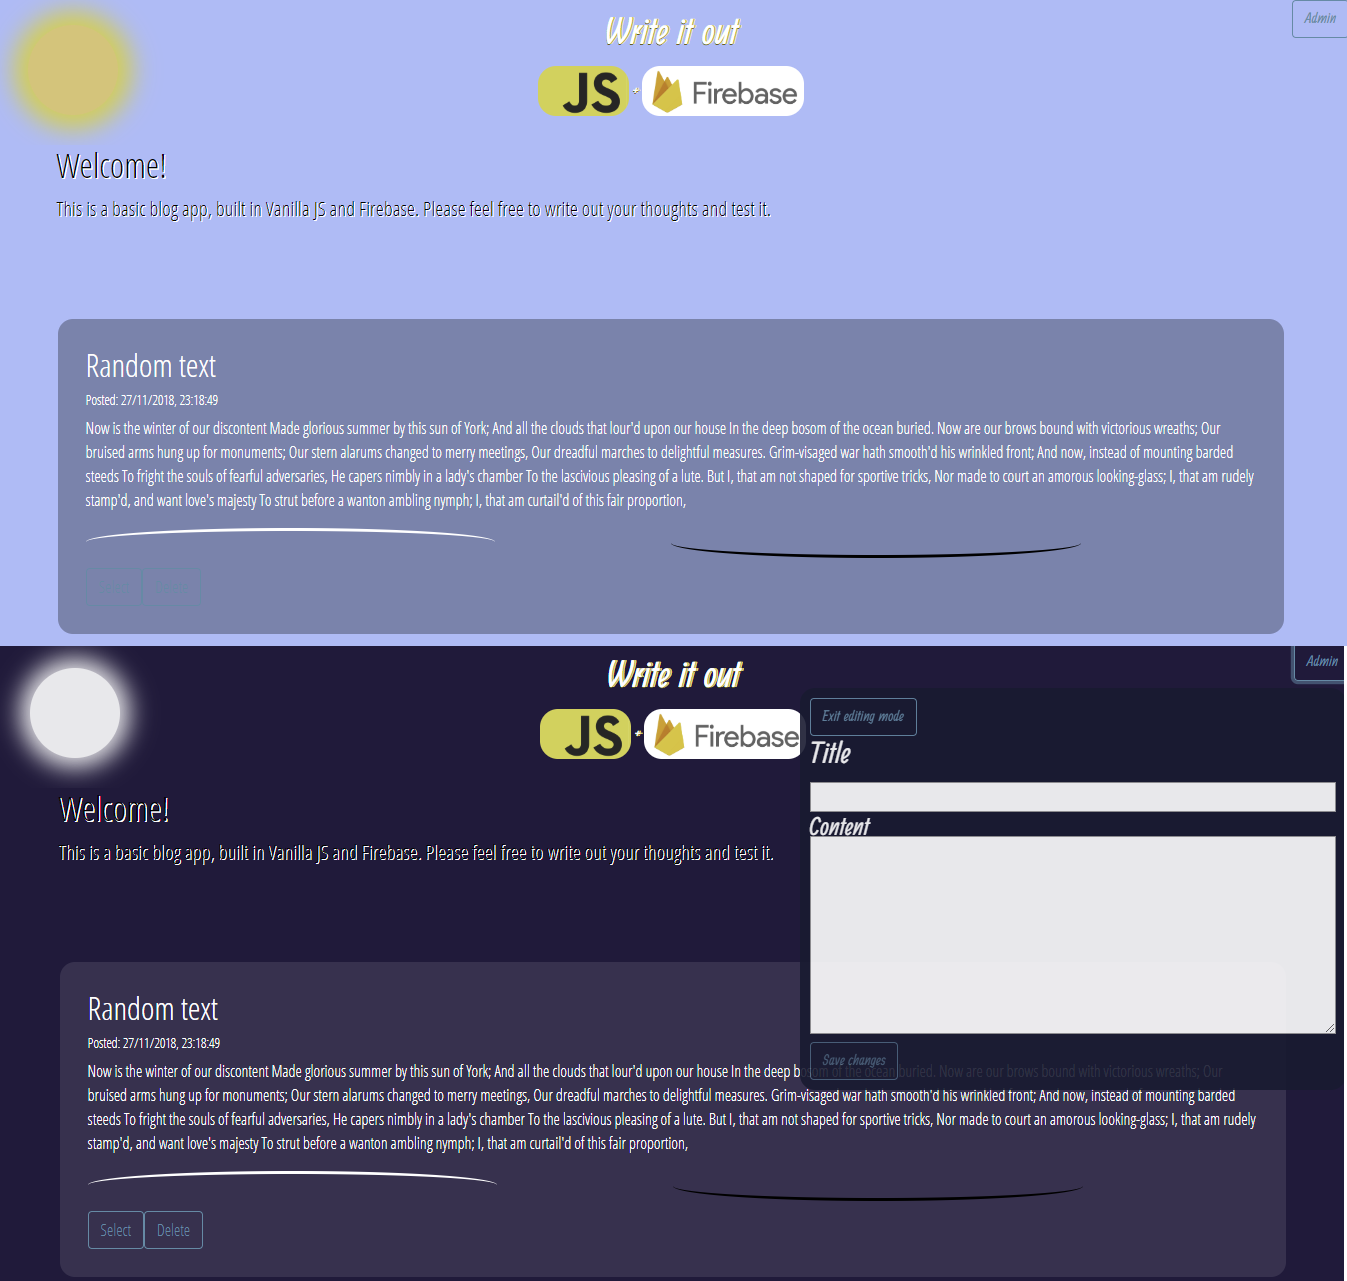 Write it out
Admin
JS + Firebase
Welcome!
This is a basic blog app, built in Vanilla JS and Firebase. Please feel free to write out your thoughts and test it.
Random text
Posted: 27/11/2018, 23:18:49
Now is the winter of our discontent Made glorious summer by this sun of York; And all the clouds that lour'd upon our house In the deep bosom of the ocean buried. Now are our brows bound with victorious wreaths; Our
bruised arms hung up for monuments; Our stern alarums changed to merry meetings, Our dreadful marches to delightful measures. Grim-visaged war hath smooth'd his wrinkled front; And now, instead of mounting barded
steeds To fright the souls of fearful adversaries, He capers nimbly in a lady's chamber To the lascivious pleasing of a lute. But I, that am not shaped for sportive tricks, Nor made to court an amorous looking-glass; I, that am rudely
stamp'd, and want love's majesty To strut before a wanton ambling nymph; I, that am curtail'd of this fair proportion,
Write it out
Admin
JS + Firebase
Exit editing mode
Title
Welcome!
Content
This is a basic blog app, built in Vanilla JS and Firebase. Please feel free to write out your thoughts and test it.
Random text
Posted: 27/11/2018, 23:18:49
Save changes
Now is the winter of our discontent Made glorious summer by this sun of York; And all the clouds that lour'd upon our house In the deep bosom of the ocean buried. Now are our brows bound with victorious wreaths; Our
bruised arms hung up for monuments; Our stern alarums changed to merry meetings, Our dreadful marches to delightful measures. Grim-visaged war hath smooth'd his wrinkled front; And now, instead of mounting barded
steeds To fright the souls of fearful adversaries, He capers nimbly in a lady's chamber To the lascivious pleasing of a lute. But I, that am not shaped for sportive tricks, Nor made to court an amorous looking-glass; I, that am rudely
stamp'd, and want love's majesty To strut before a wanton ambling nymph; I, that am curtail'd of this fair proportion,
Select Delete